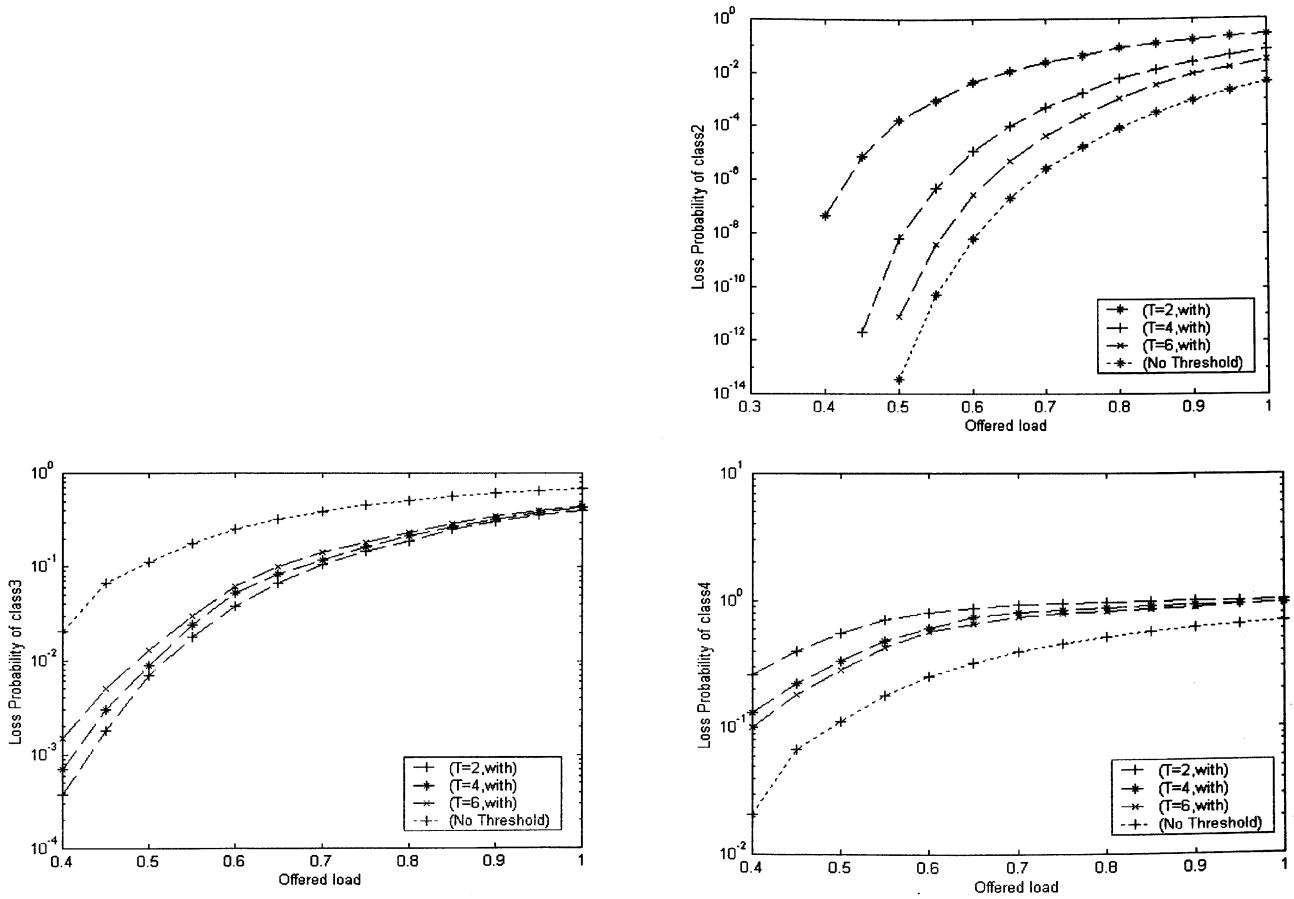 10^0
10^-2
10^-4
10^-6
10^-8
10^-10
10^-12
10^-14
Loss Probability of class2
(T=2,with)
(T=4,with)
(T=6,with)
(No Threshold)
0.3 0.4 0.5 0.6 0.7 0.8 0.9 1
Offered load
10^0
10^-1
10^-2
10^-3
10^-4
Loss Probability of class3
(T=2,with)
(T=4,with)
(T=6,with)
(No Threshold)
0.4 0.5 0.6 0.7 0.8 0.9 1
Offered load
10^1
10^0
10^-1
10^-2
Loss Probability of class4
(T=2,with)
(T=4,with)
(T=6,with)
(No Threshold)
0.4 0.5 0.6 0.7 0.8 0.9 1
Offered load